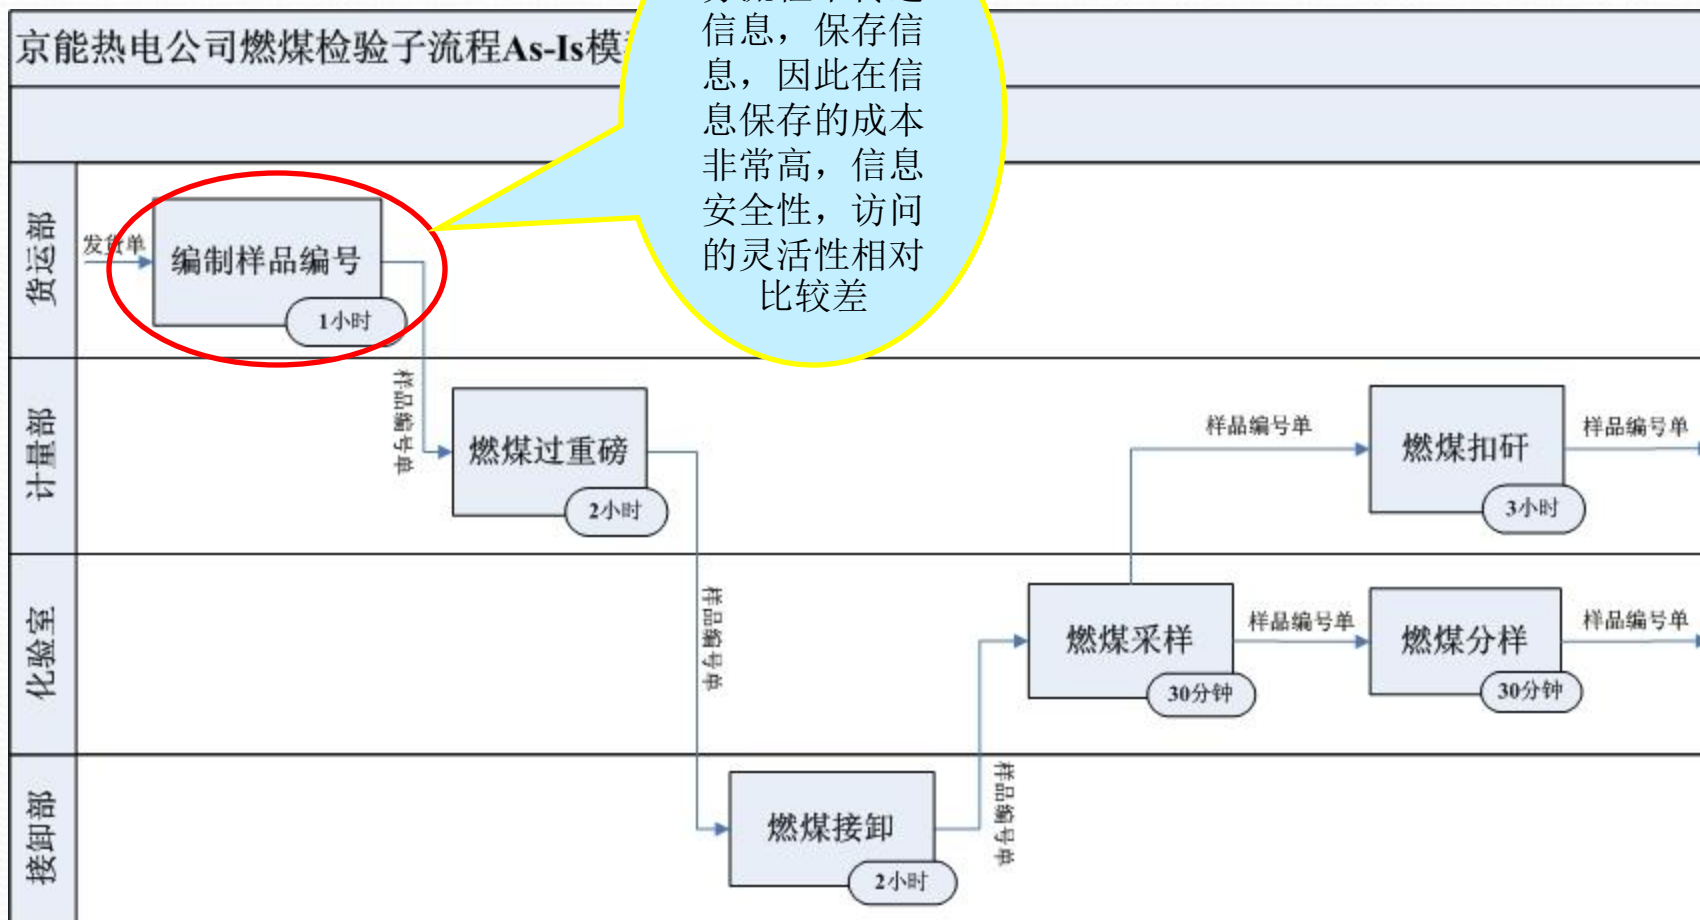 京能热电公司燃煤检验子流程As-Is模
信息，保存信
息，因此在信
息保存的成本
非常高，信息
安全性，访问
的灵活性相对
比较差
货运部
发货单
编制样品编号
1小时
样品编号单
计量部
燃煤过重磅
2小时
样品编号单
燃煤扣矸
3小时
样品编号单
样品编号单
化验室
燃煤采样
30分钟
样品编号单
燃煤分样
30分钟
样品编号单
接卸部
燃煤接卸
2小时
样品编号单